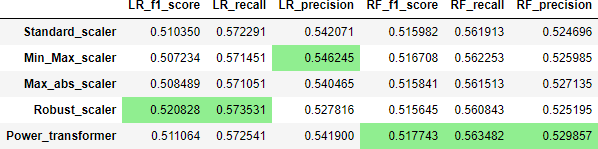 LR_f1_score LR_recall LR_precision RF_f1_score RF_recall RF_precision
Standard_scaler 0.510350 0.572291 0.542071 0.515982 0.561913 0.524696
Min_Max_scaler 0.507234 0.571451 0.546245 0.516708 0.562253 0.525985
Max_abs_scaler 0.508489 0.571051 0.540465 0.515841 0.561513 0.527135
Robust_scaler 0.520828 0.573531 0.527816 0.515645 0.560843 0.525195
Power_transformer 0.511064 0.572541 0.541900 0.517743 0.563482 0.529857